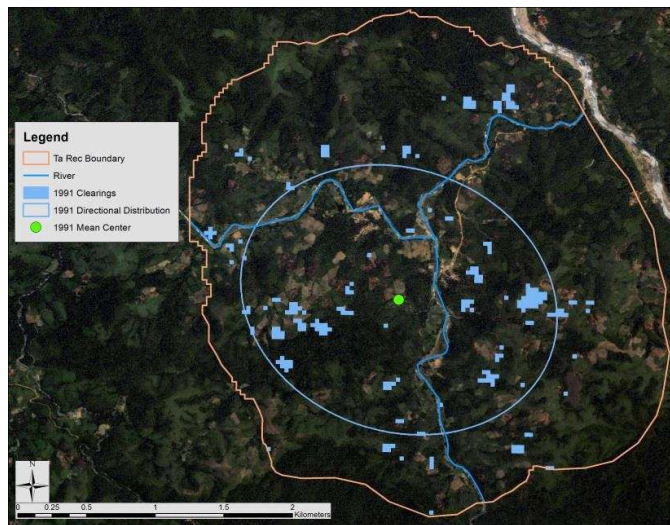 Legend
Ta Rec Boundary
River
1991 Clearings
1991 Directional Distribution
1991 Mean Center
N
0 0.25 0.5 1 1.5 2
Kilometers